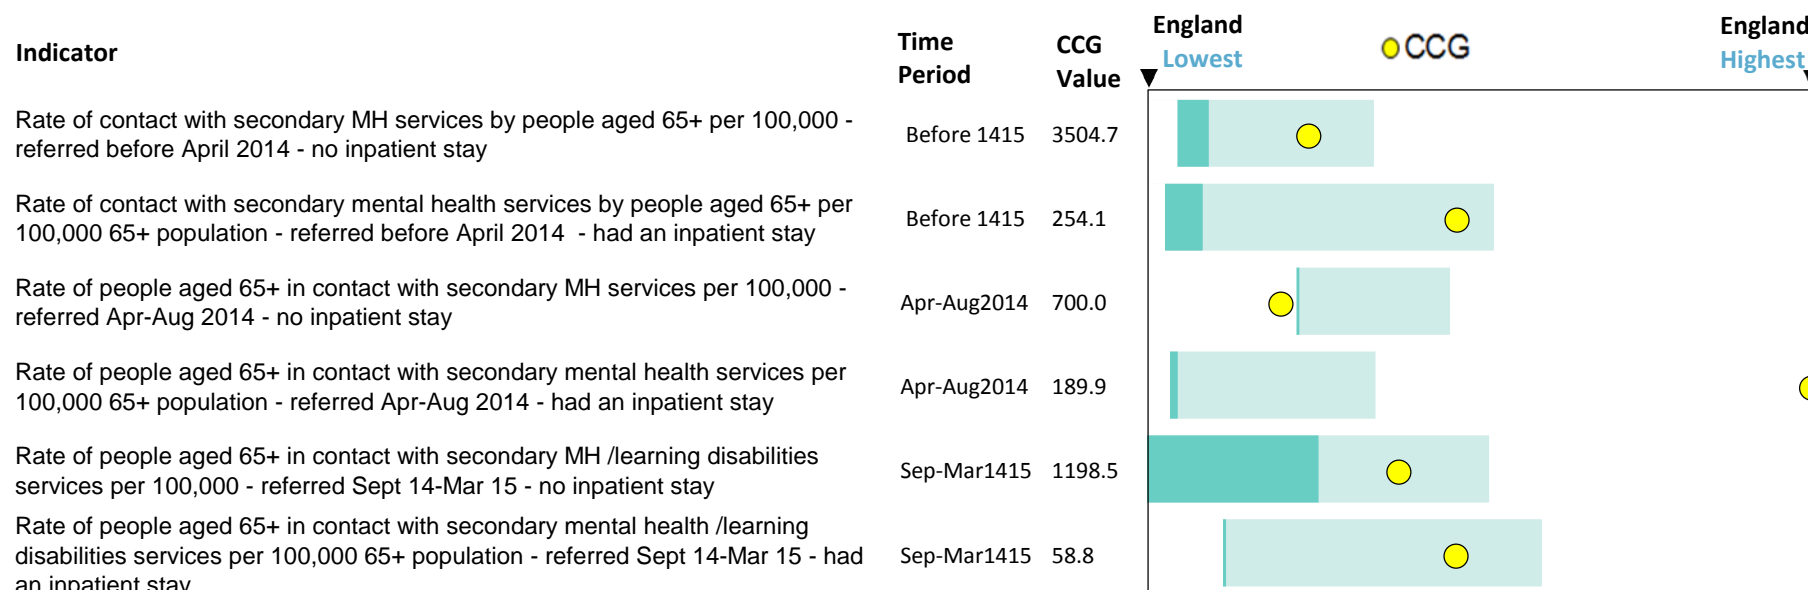 Indicator
Time Period
CCG Value
England Lowest
CCG
England Highest
Rate of contact with secondary MH services by people aged 65+ per 100,000 -
referred before April 2014 - no inpatient stay
Before 1415 3504.7
Rate of contact with secondary mental health services by people aged 65+ per
100,000 65+ population - referred before April 2014  - had an inpatient stay
Before 1415 254.1
Rate of people aged 65+ in contact with secondary MH services per 100,000 -
referred Apr-Aug 2014 - no inpatient stay
Apr-Aug2014 700.0
Rate of people aged 65+ in contact with secondary mental health services per
100,000 65+ population - referred Apr-Aug 2014 - had an inpatient stay
Apr-Aug2014 189.9
Rate of people aged 65+ in contact with secondary MH /learning disabilities
services per 100,000 - referred Sept 14-Mar 15 - no inpatient stay
Sep-Mar1415 1198.5
Rate of people aged 65+ in contact with secondary mental health /learning
disabilities services per 100,000 65+ population - referred Sept 14-Mar 15 - had
an inpatient stay
Sep-Mar1415 58.8